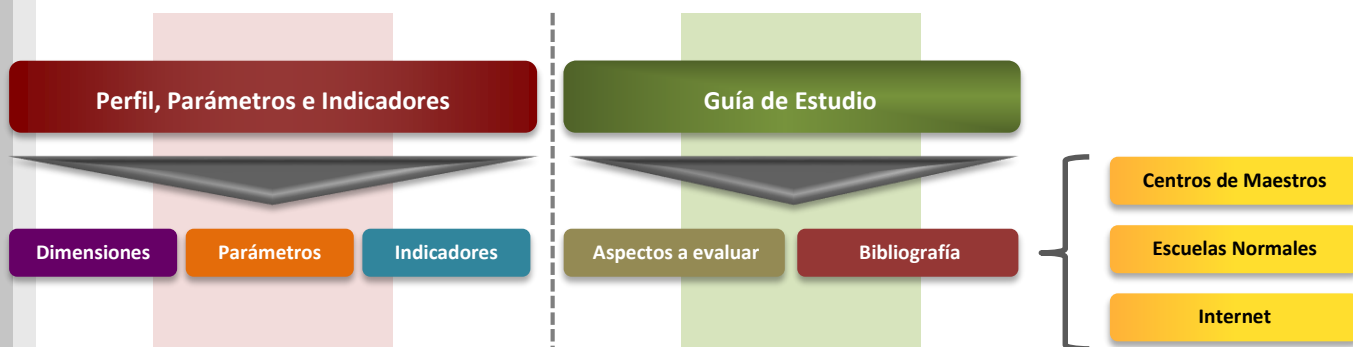 Perfil, Parámetros e Indicadores
Guía de Estudio
Dimensiones
Parámetros
Indicadores
Aspectos a evaluar
Bibliografía
Centros de Maestros
Escuelas Normales
Internet